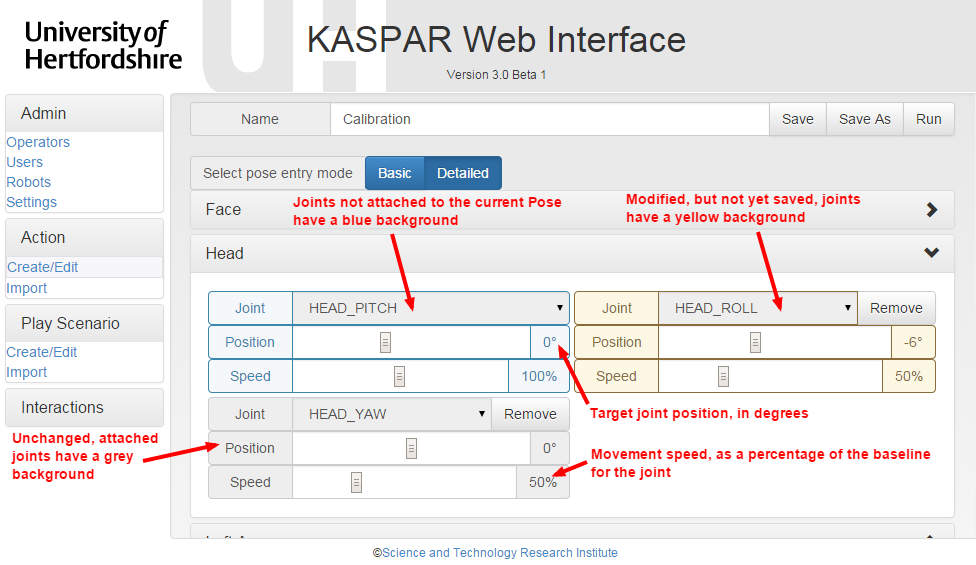 University of
Hertfordshire
UH
KASPAR Web Interface
Version 3.0 Beta 1
Admin
Operators
Users
Robots
Settings
Action
Create/Edit
Import
Play Scenario
Create/Edit
Import
Interactions
Unchanged, attached
joints have a grey
background
Name Calibration Save Save As Run
Select pose entry mode Basic Detailed
Joints not attached to the current Pose
have a blue background
Modified, but not yet saved, joints
have a yellow background
Face
Head
Joint HEAD_PITCH
Position 0°
Speed 100%
Joint HEAD_ROLL Remove
Position -6°
Speed 50%
Joint HEAD_YAW Remove
Position 0°
Speed 50%
Target joint position, in degrees
Movement speed, as a percentage of the baseline
for the joint
©Science and Technology Research Institute